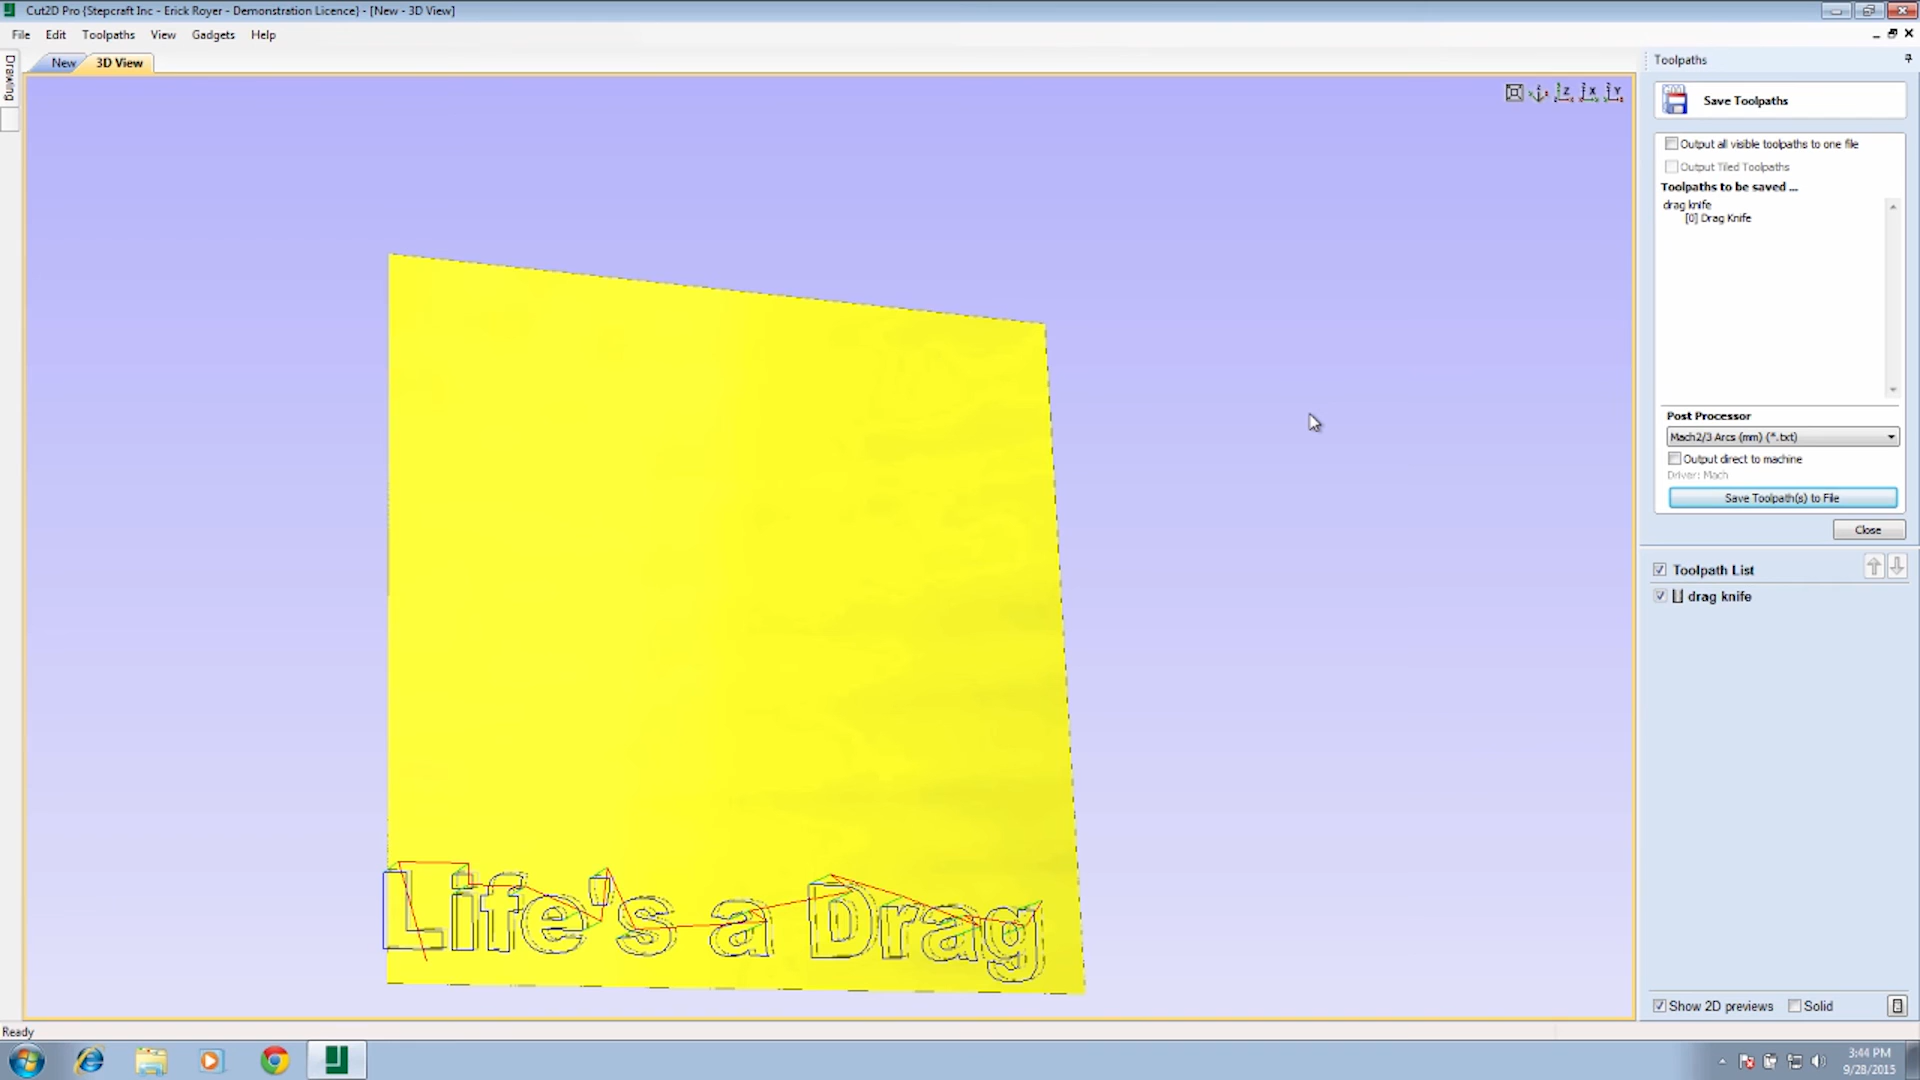 Cut2D Pro {Stepcraft Inc - Erick Royer - Demonstration Licence} - [New - 3D View]
File Edit Toolpaths View Gadgets Help
Drawing
New 3D View
Z X Y
Toolpaths
Save Toolpaths
Output all visible toolpaths to one file
Output Tiled Toolpaths
Toolpaths to be saved ...
drag knife
[0] Drag Knife
Post Processor
Mach2/3 Arcs (mm) (*.txt)
Output direct to machine
Driver: Mach
Save Toolpath(s) to File
Close
Toolpath List
drag knife
Life's a Drag
Show 2D previews Solid
Ready
3:44 PM
9/28/2015